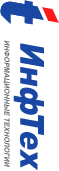 ИнфТех
ИНФОРМАЦИОННЫЕ ТЕХНОЛОГИИ